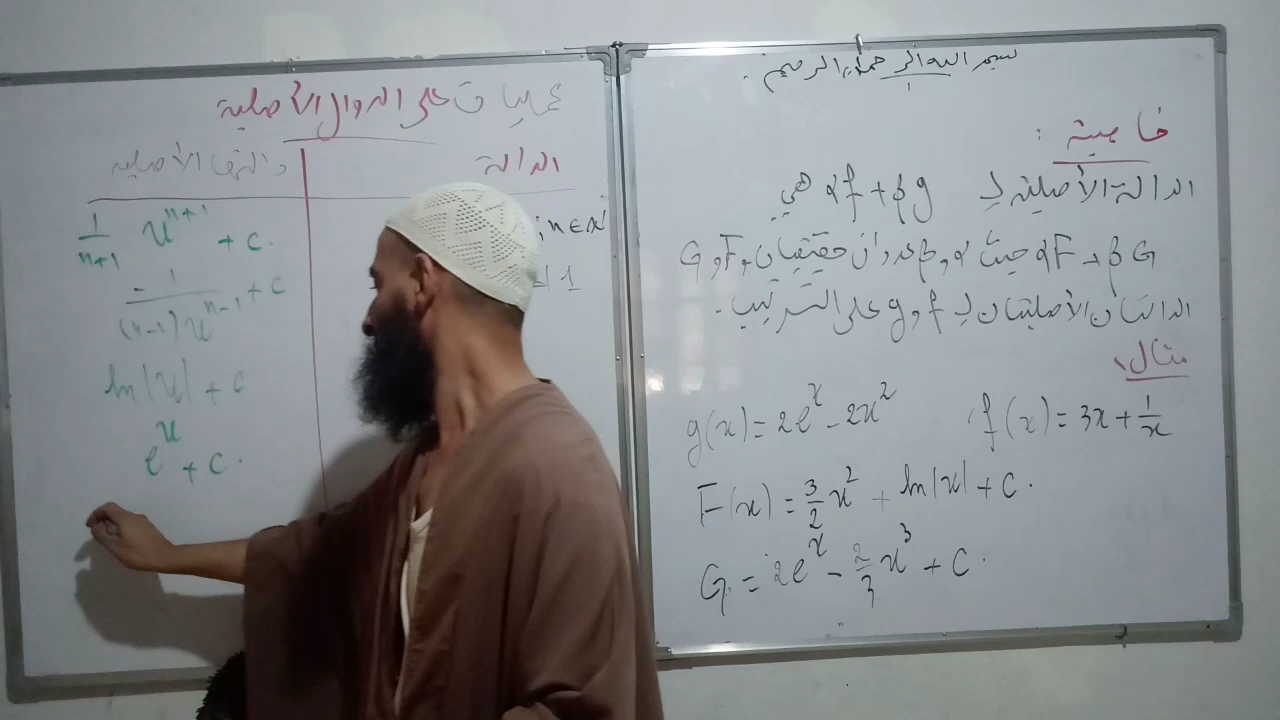 بسم الله الرحمن الرحيم.
خاصية:
الدالة الأصلية لـ αf + βg هي
αF + βG حيث α و β عددان حقيقيان و F و G
الدالتان الأصليتان لـ f و g على الترتيب.
مثال:
f(x) = 3x + 1/x ، g(x) = 2e^x - 2x^2
F(x) = 3/2 x^2 + ln|x| + c.
G = 2e^x - 2/3 x^3 + c.
عمليات على الدوال الأصلية
الدالة
دالتها الأصلية
; n ∈ N*
1/(n+1) u^(n+1) + c.
-1/((n-1) u^(n-1)) + c
ln|u| + c
e^u + c.